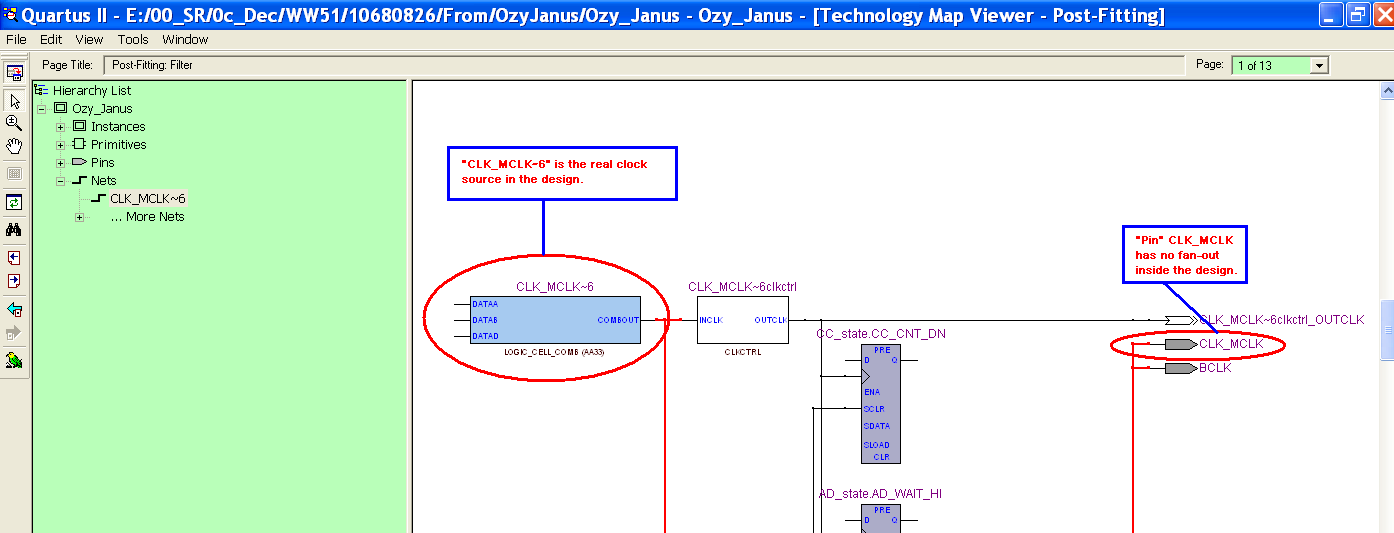 Quartus II - E:/00_SR/0c_Dec/WW51/10680826/From/OzyJanus/Ozy_Janus - Ozy_Janus - [Technology Map Viewer - Post-Fitting]
File Edit View Tools Window
Page Title: Post-Fitting: Filter Page: 1 of 13
Hierarchy List
Ozy_Janus
Instances
Primitives
Pins
Nets
CLK_MCLK~6
... More Nets
"CLK_MCLK~6" is the real clock
source in the design.
"Pin" CLK_MCLK
has no fan-out
inside the design.
CLK_MCLK~6
DATAA
DATAB
DATAD
COMBOUT
LOGIC_CELL_COMB (AA33)
CLK_MCLK~6clkctrl
INCLK OUTCLK
CLKCTRL
CLK_MCLK~6clkctrl_OUTCLK
CLK_MCLK
BCLK
CC_state.CC_CNT_DN
PRE
D Q
ENA
SCLR
SDATA
SLOAD
CLR
AD_state.AD_WAIT_HI
PRE
D Q